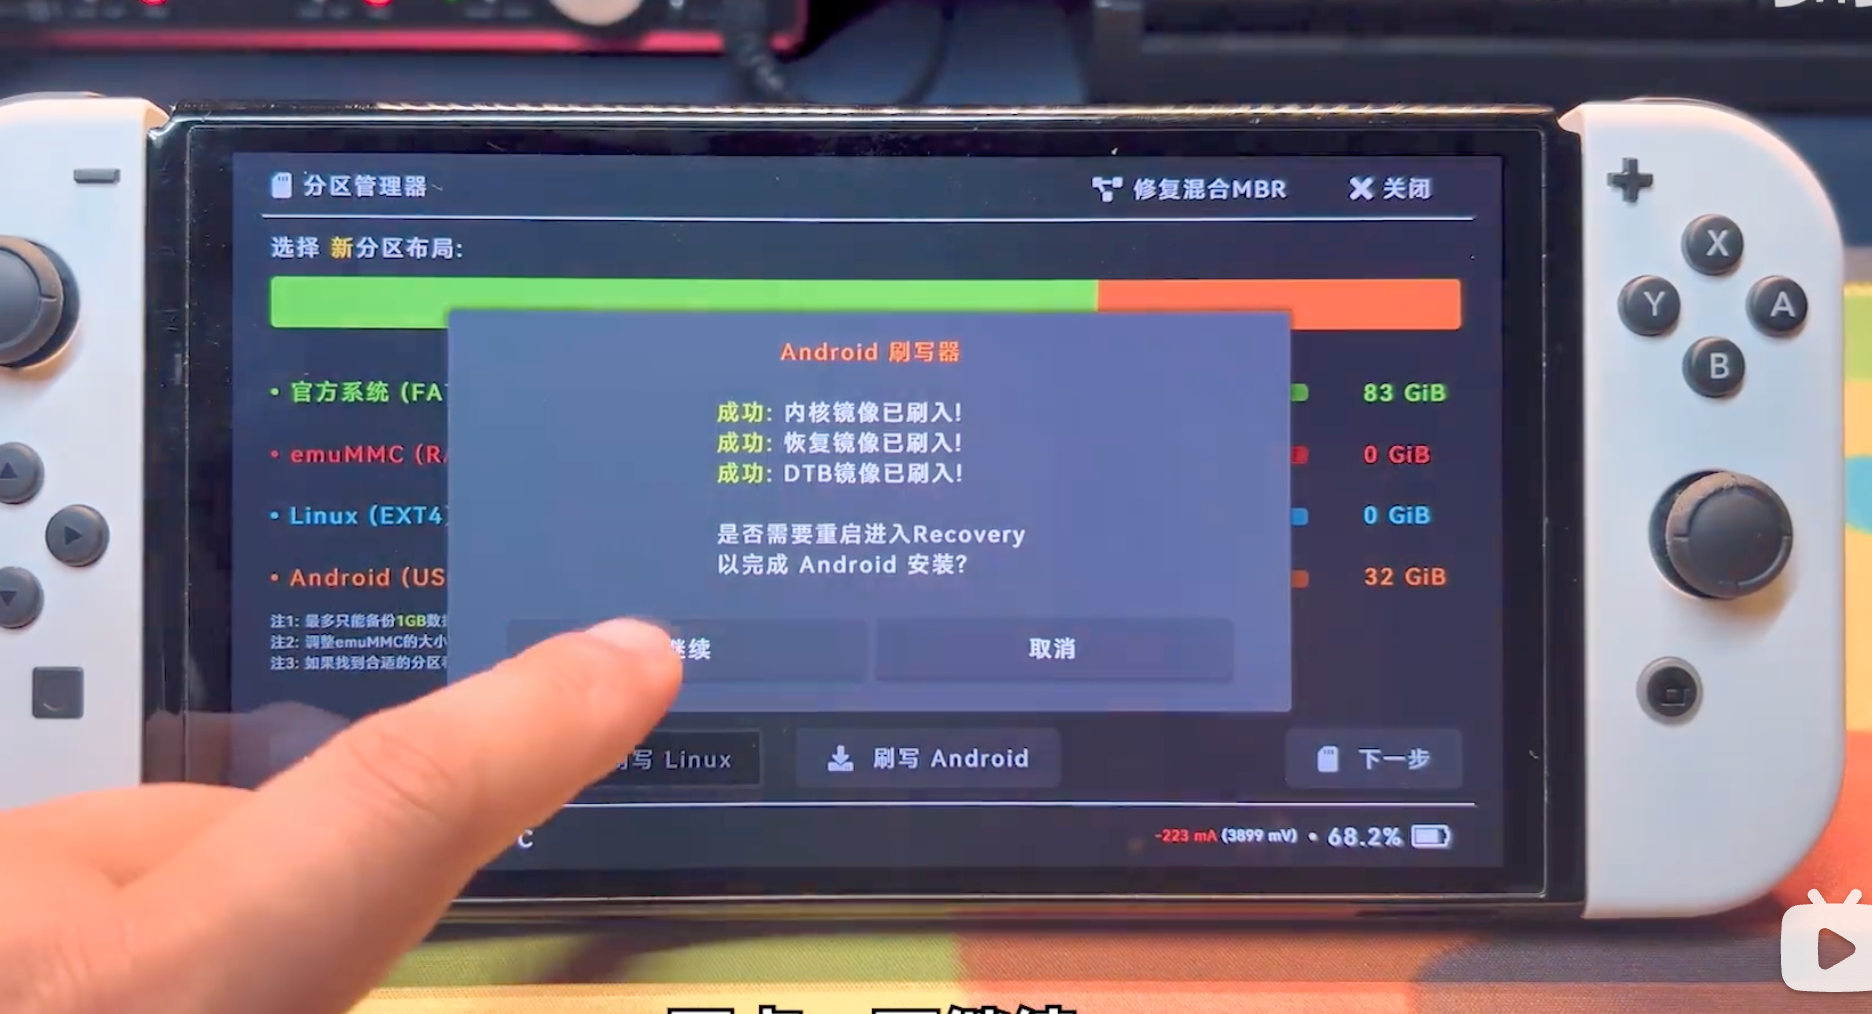 分区管理器
修复混合MBR
关闭
选择 新分区布局:
Android 刷写器
成功: 内核镜像已刷入!
成功: 恢复镜像已刷入!
成功: DTB镜像已刷入!
是否需要重启进入Recovery
以完成 Android 安装?
继续
取消
• 官方系统 (FA
83 GiB
• emuMMC (R
0 GiB
• Linux (EXT4
0 GiB
• Android (US
32 GiB
注1: 最多只能备份1GB数
注2: 调整emuMMC的大小
注3: 如果找到合适的分区
写 Linux
刷写 Android
下一步
C
-223 mA (3899 mV) • 68.2%
X
Y
A
B